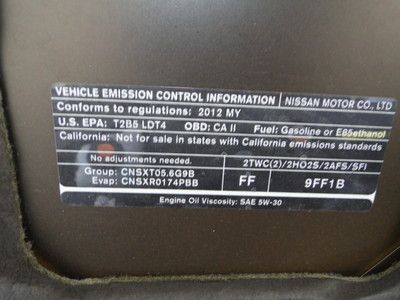 VEHICLE EMISSION CONTROL INFORMATION NISSAN MOTOR CO., LTD
Conforms to regulations: 2012 MY
U.S. EPA: T2B5 LDT4 OBD: CA II Fuel: Gasoline or E85ethanol
California: Not for sale in states with California emissions standards
No adjustments needed. 2TWC(2)/2HO2S/2AFS/SFI
Group: CNSXT05.6G9B
Evap: CNSXR0174PBB FF 9FF1B
Engine Oil Viscosity: SAE 5W-30